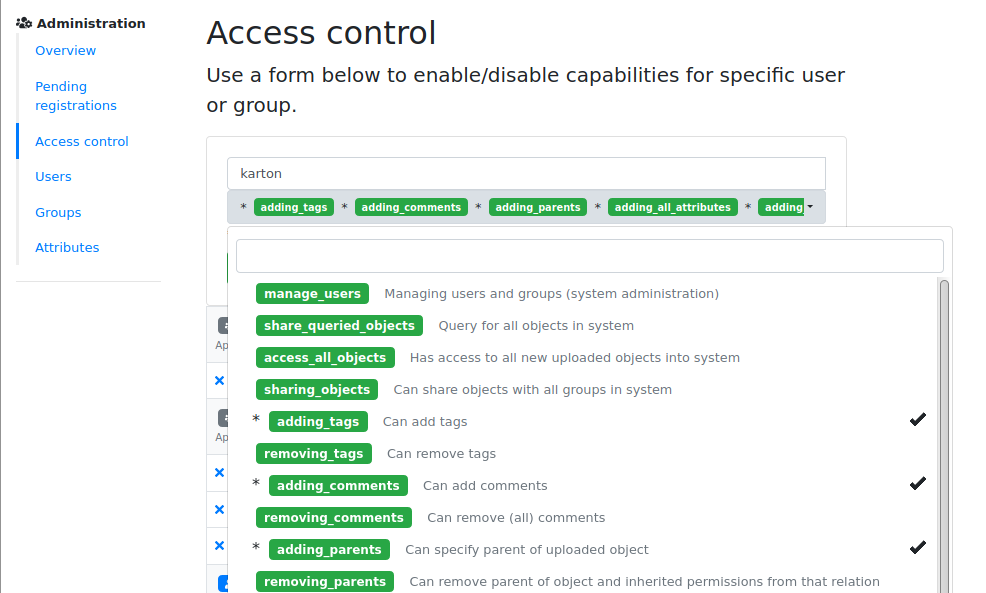 Administration
Overview
Pending
registrations
Access control
Users
Groups
Attributes
Access control
Use a form below to enable/disable capabilities for specific user
or group.
karton
* adding_tags * adding_comments * adding_parents * adding_all_attributes * adding
manage_users Managing users and groups (system administration)
share_queried_objects Query for all objects in system
access_all_objects Has access to all new uploaded objects into system
sharing_objects Can share objects with all groups in system
* adding_tags Can add tags
removing_tags Can remove tags
* adding_comments Can add comments
removing_comments Can remove (all) comments
* adding_parents Can specify parent of uploaded object
removing_parents Can remove parent of object and inherited permissions from that relation
Ap
Ap